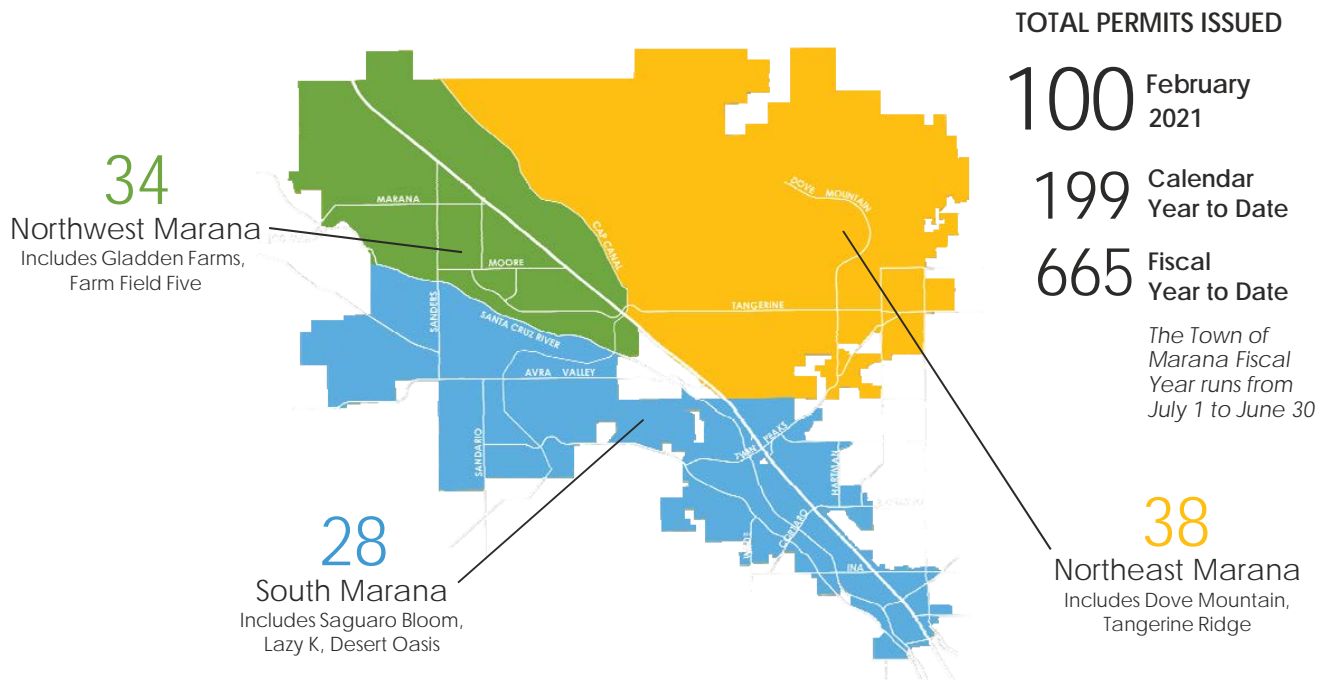 TOTAL PERMITS ISSUED
100 February
2021
199 Calendar
Year to Date
665 Fiscal
Year to Date
The Town of
Marana Fiscal
Year runs from
July 1 to June 30
34
Northwest Marana
Includes Gladden Farms,
Farm Field Five
28
South Marana
Includes Saguaro Bloom,
Lazy K, Desert Oasis
38
Northeast Marana
Includes Dove Mountain,
Tangerine Ridge
DOVE MOUNTAIN
MARANA
CAP CANAL
MOORE
TANGERINE
SANDERS
SANTA CRUZ RIVER
AVRA VALLEY
SANDARIO
TWIN PEAKS
HARTMAN
CORTARO
INA